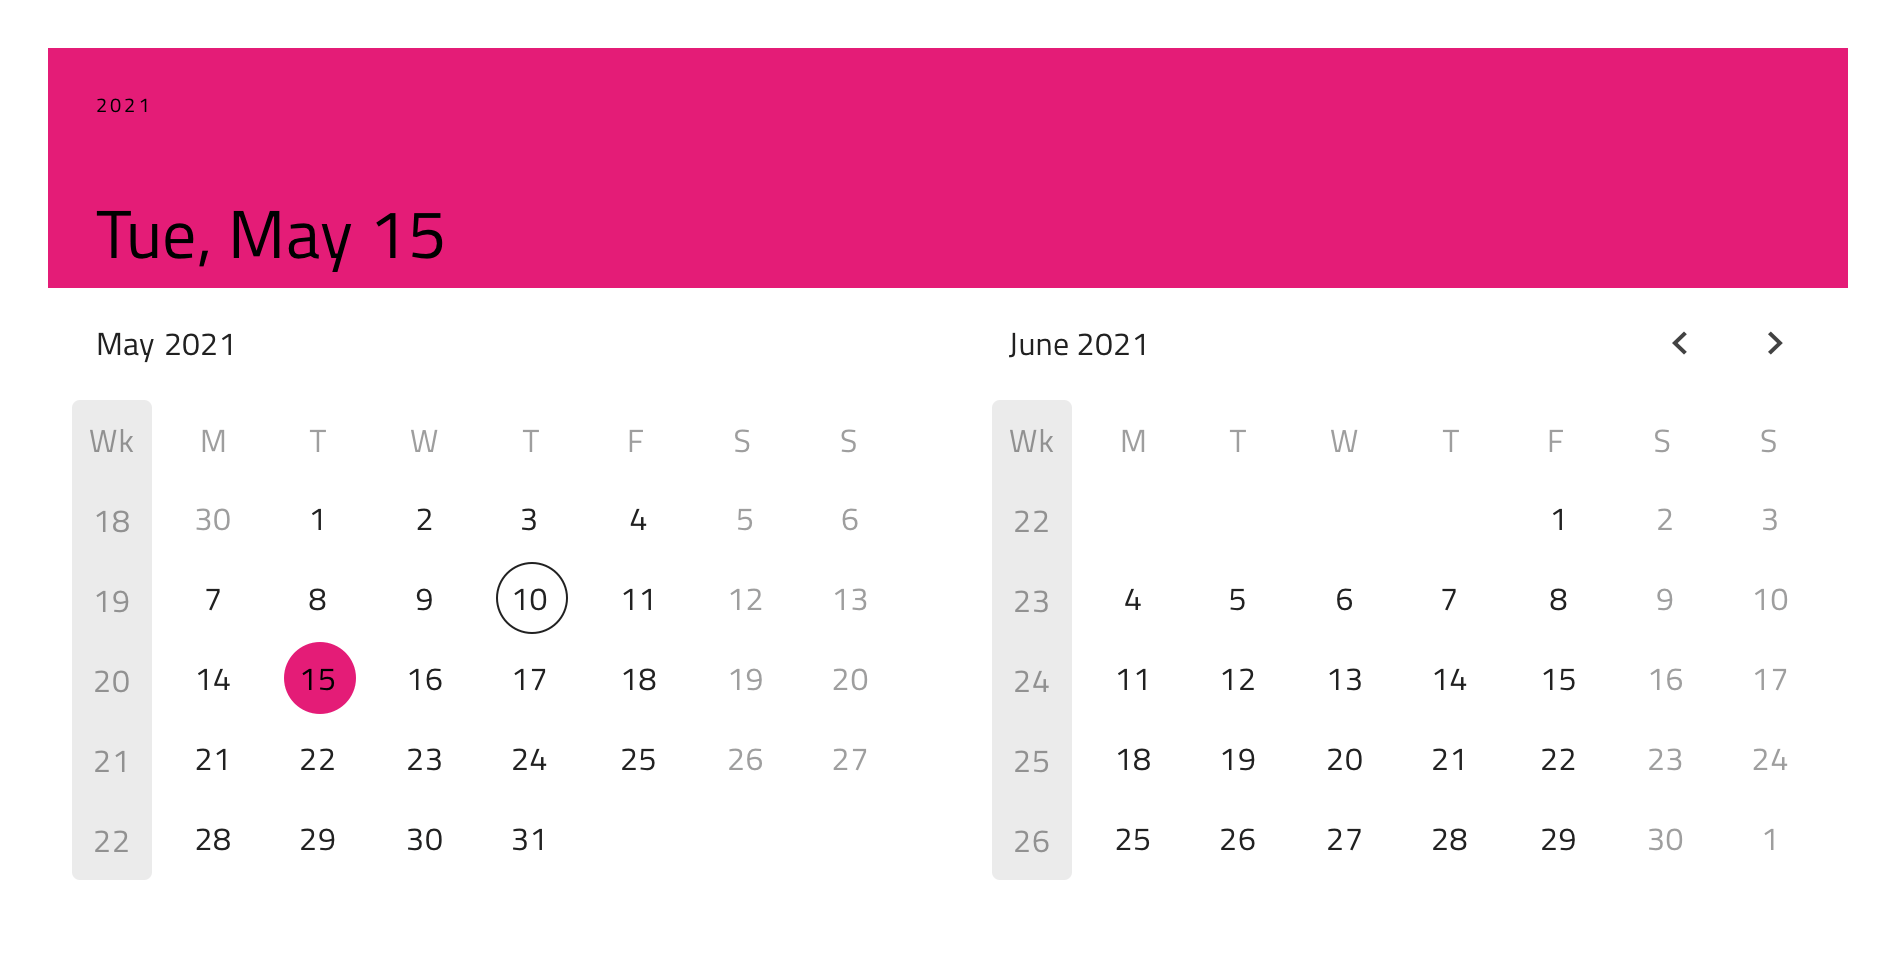 2021
Tue, May 15
May 2021
Wk M T W T F S S
18 30 1 2 3 4 5 6
19 7 8 9 10 11 12 13
20 14 15 16 17 18 19 20
21 21 22 23 24 25 26 27
22 28 29 30 31
June 2021
Wk M T W T F S S
22 1 2 3
23 4 5 6 7 8 9 10
24 11 12 13 14 15 16 17
25 18 19 20 21 22 23 24
26 25 26 27 28 29 30 1